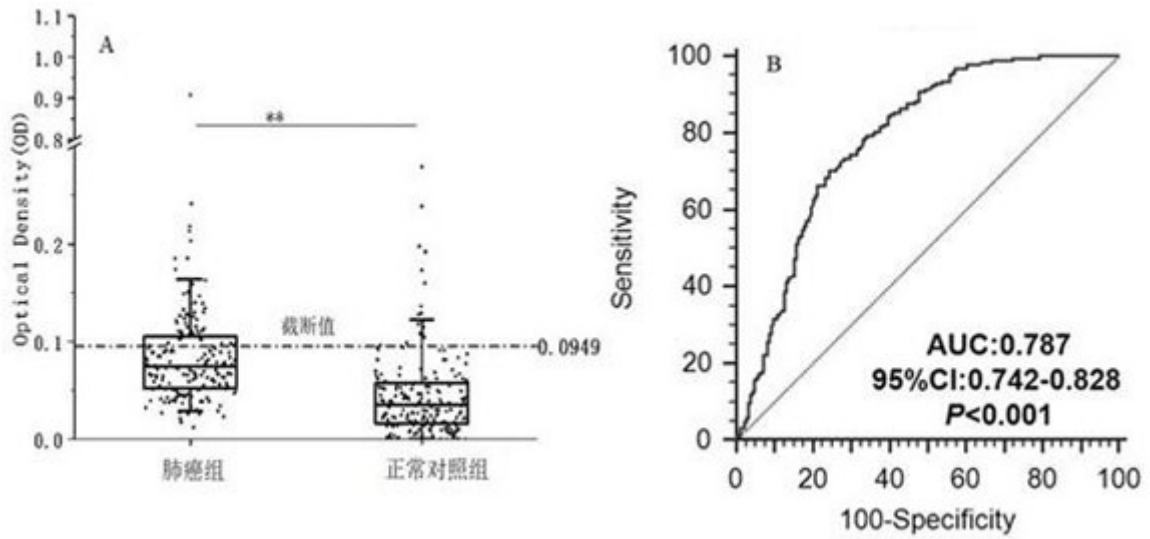 A
Optical Density(OD)
1.1
1.0
0.9
0.8
0.2
0.1
0.0
**
截断值
0.0949
肺癌组
正常对照组
B
Sensitivity
100
80
60
40
20
0
AUC:0.787
95%CI:0.742-0.828
P<0.001
0 20 40 60 80 100
100-Specificity